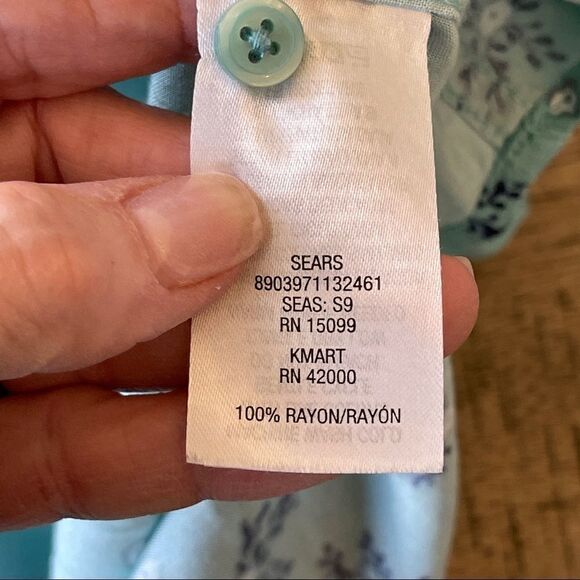 SEARS
8903971132461
SEAS: S9
RN 15099
KMART
RN 42000
100% RAYON/RAYÓN